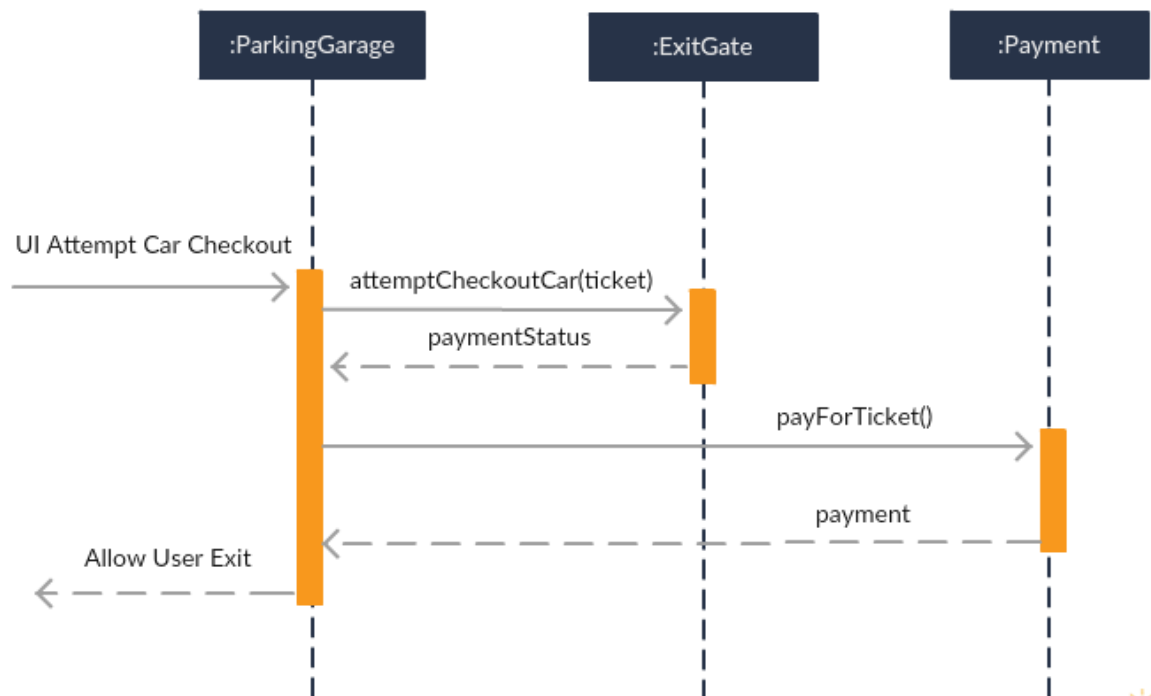 :ParkingGarage
:ExitGate
:Payment
UI Attempt Car Checkout
attemptCheckoutCar(ticket)
paymentStatus
payForTicket()
payment
Allow User Exit